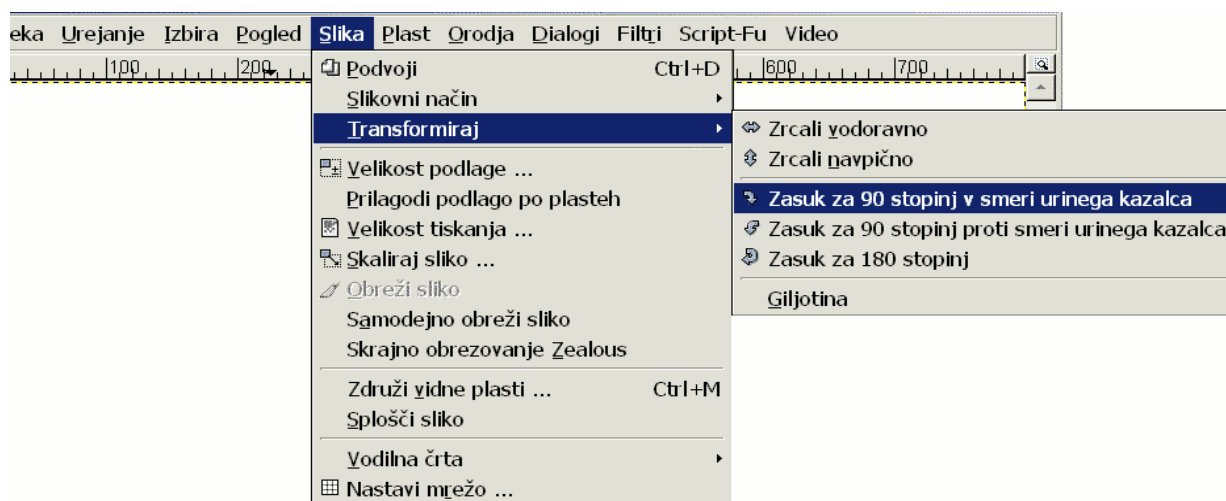 eka Urejanje Izbira Pogled Slika Plast Orodja Dialogi Filtri Script-Fu Video
100 200 600 700
Podvoji Ctrl+D
Slikovni način
Transformiraj
Velikost podlage ...
Prilagodi podlago po plasteh
Velikost tiskanja ...
Skaliraj sliko ...
Obreži sliko
Samodejno obreži sliko
Skrajno obrezovanje Zealous
Združi vidne plasti ... Ctrl+M
Splošči sliko
Vodilna črta
Nastavi mrežo ...
Zrcali vodoravno
Zrcali navpično
Zasuk za 90 stopinj v smeri urinega kazalca
Zasuk za 90 stopinj proti smeri urinega kazalca
Zasuk za 180 stopinj
Giljotina